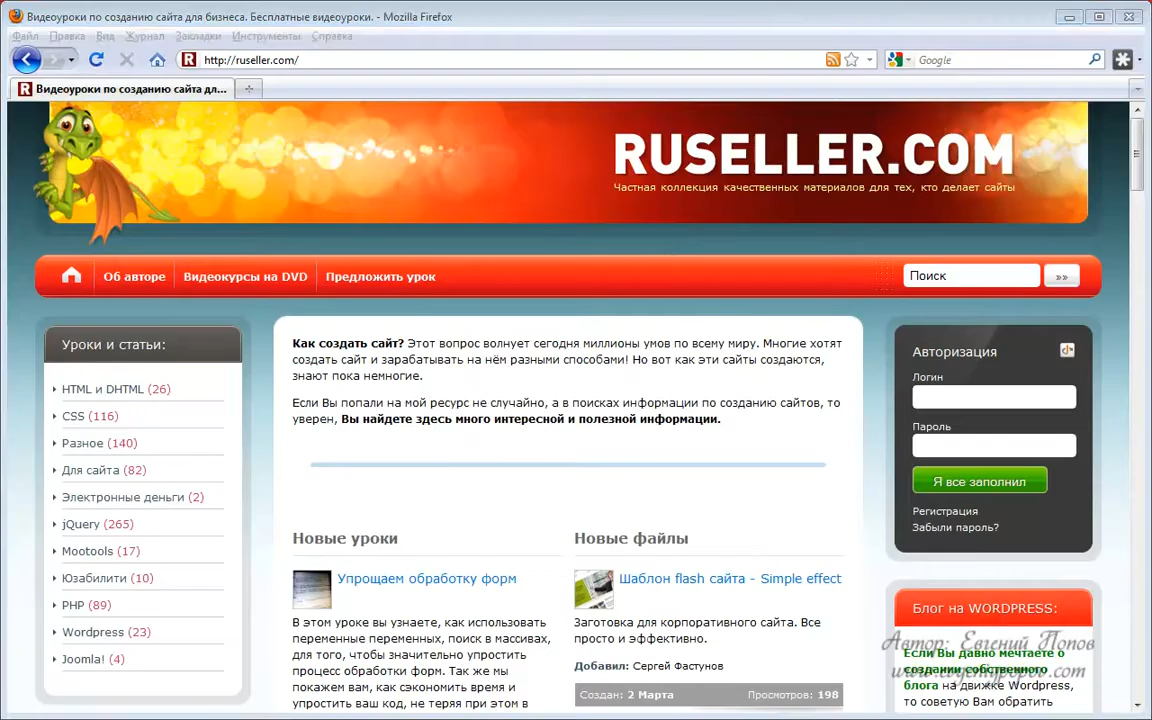 Видеоуроки по созданию сайта для бизнеса. Бесплатные видеоуроки. - Mozilla Firefox
Файл Правка Вид Журнал Закладки Инструменты Справка
http://ruseller.com/
Google
Видеоуроки по созданию сайта дл...
RUSELLER.COM
Частная коллекция качественных материалов для тех, кто делает сайты
Об авторе
Видеокурсы на DVD
Предложить урок
Поиск
»»
Уроки и статьи:
HTML и DHTML (26)
CSS (116)
Разное (140)
Для сайта (82)
Электронные деньги (2)
jQuery (265)
Mootools (17)
Юзабилити (10)
PHP (89)
Wordpress (23)
Joomla! (4)
Как создать сайт? Этот вопрос волнует сегодня миллионы умов по всему миру. Многие хотят
создать сайт и зарабатывать на нём разными способами! Но вот как эти сайты создаются,
знают пока немногие.
Если Вы попали на мой ресурс не случайно, а в поисках информации по созданию сайтов, то
уверен, Вы найдете здесь много интересной и полезной информации.
Новые уроки
Упрощаем обработку форм
В этом уроке вы узнаете, как использовать
переменные переменных, поиск в массивах,
для того, чтобы значительно упростить
процесс обработки форм. Так же мы
покажем вам, как сэкономить время и
упростить ваш код, не теряя при этом в
Новые файлы
Шаблон flash сайта - Simple effect
Заготовка для корпоративного сайта. Все
просто и эффективно.
Добавил: Сергей Фастунов
Создан: 2 Марта
Просмотров: 198
Авторизация
Логин
Пароль
Я все заполнил
Регистрация
Забыли пароль?
Блог на WORDPRESS:
Автор: Евгений Попов
Если Вы давно мечтаете о
создании собственного
www.evgenypopov.com
блога на движке Wordpress,
то советую Вам обратить